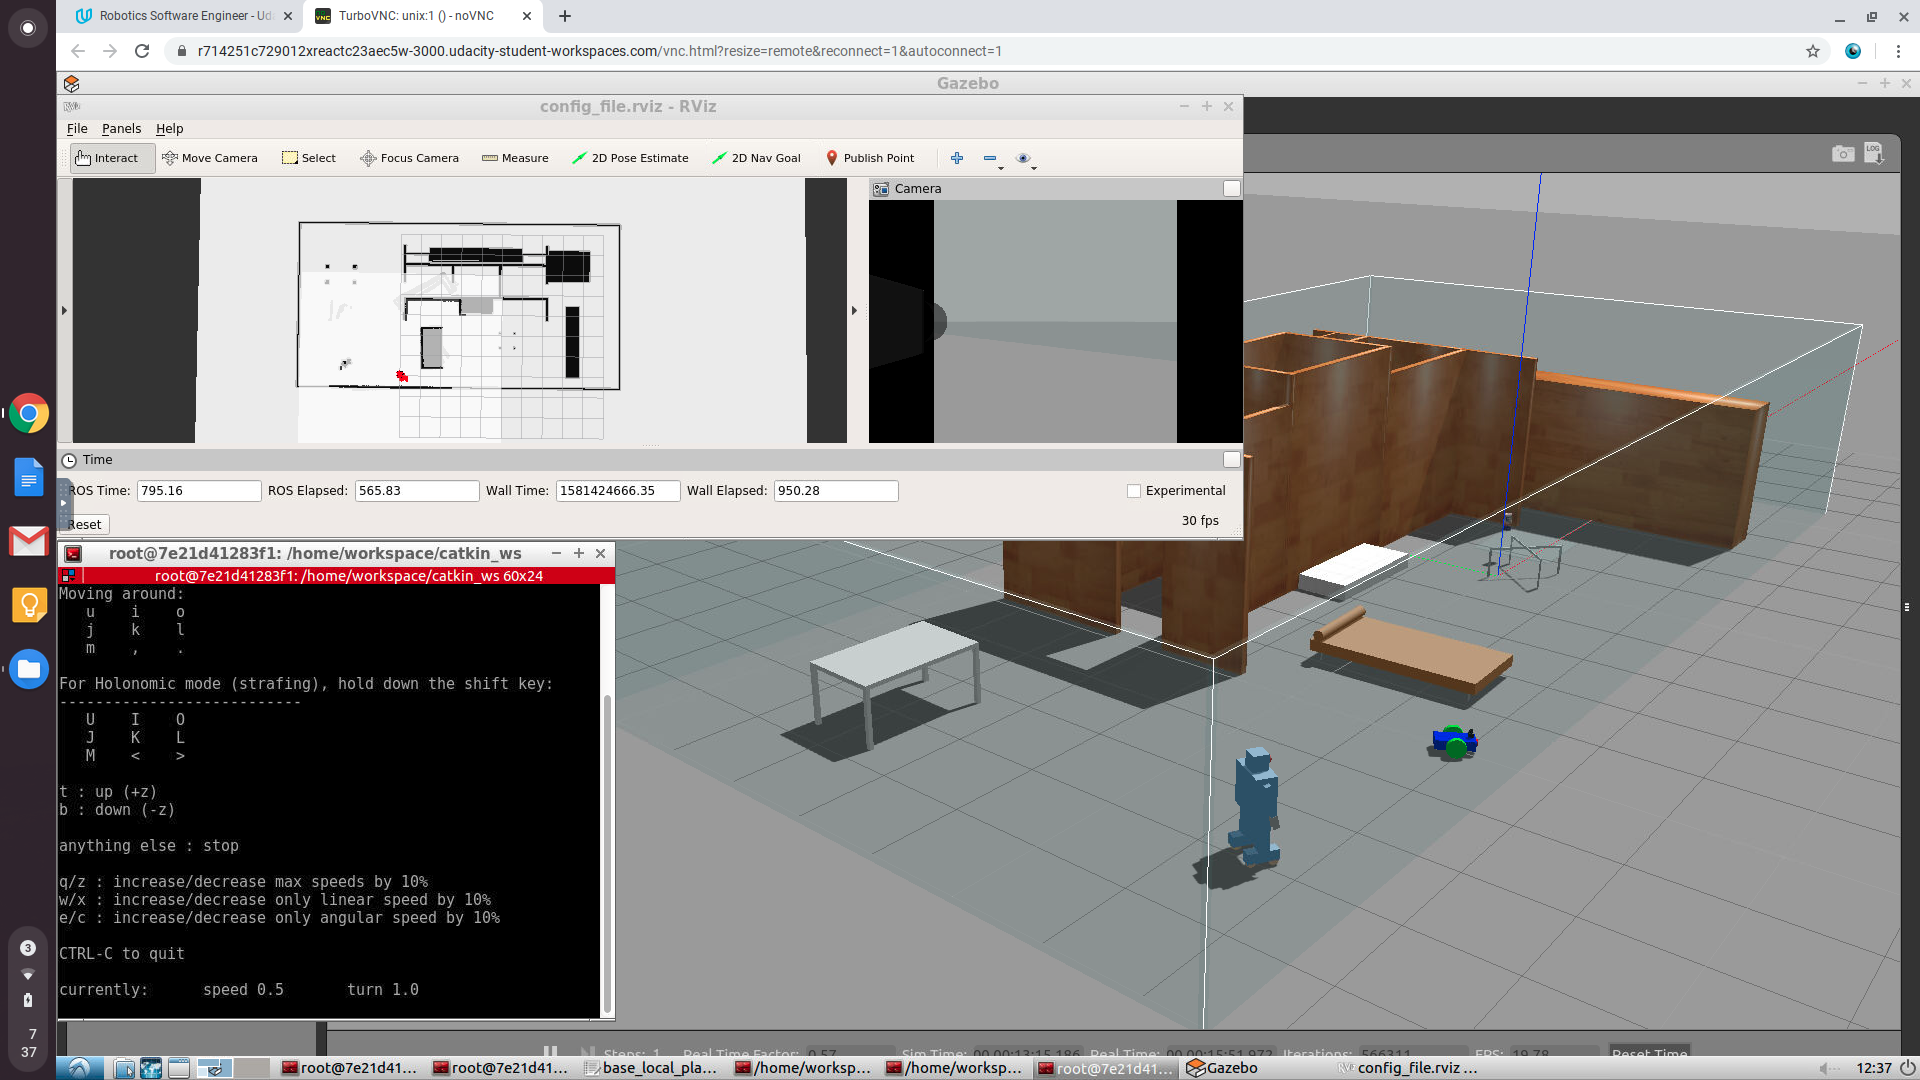 Robotics Software Engineer - Ud
TurboVNC: unix:1 () - noVNC
r714251c729012xreactc23aec5w-3000.udacity-student-workspaces.com/vnc.html?resize=remote&reconnect=1&autoconnect=1
Gazebo
config_file.rviz - RViz
File Panels Help
Interact Move Camera Select Focus Camera Measure 2D Pose Estimate 2D Nav Goal Publish Point
LOG
Camera
Time
ROS Time: 795.16 ROS Elapsed: 565.83 Wall Time: 1581424666.35 Wall Elapsed: 950.28 Experimental
Reset
30 fps
root@7e21d41283f1: /home/workspace/catkin_ws
root@7e21d41283f1: /home/workspace/catkin_ws 60x24
Moving around:
u i o
j k l
m , .
For Holonomic mode (strafing), hold down the shift key:
---------------------------
U I O
J K L
M < >
t : up (+z)
b : down (-z)
anything else : stop
q/z : increase/decrease max speeds by 10%
w/x : increase/decrease only linear speed by 10%
e/c : increase/decrease only angular speed by 10%
CTRL-C to quit
currently: speed 0.5 turn 1.0
Steps: 1 Real Time Factor: 0.57 Sim Time: 00 00:13:15.186 Real Time: 00 00:15:51.972 Iterations: 566311 FPS: 19.78 Reset Time
root@7e21d41... root@7e21d41... base_local_pla... /home/worksp... /home/worksp... root@7e21d41... Gazebo config_file.rviz ... 12:37
3
7
37